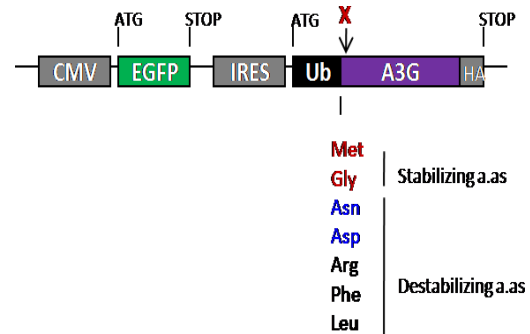 ATG STOP ATG X STOP
CMV EGFP IRES Ub A3G HA
Met
Gly
Stabilizing a.as
Asn
Asp
Arg
Phe
Leu
Destabilizing a.as